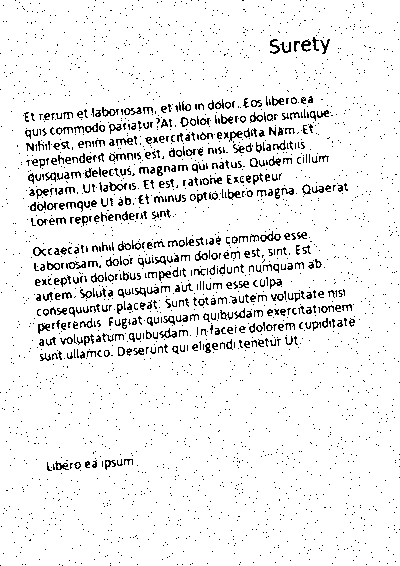 Surety
Et rerum et laboriosam, et illo in dolor. Eos libero ea
quis commodo pariatur? At. Dolor libero dolor similique.
Nihil est, enim amet, exercitation expedita Nam. Et
reprehenderit omnis est, dolore nisi. Sed blanditiis
quisquam delectus, magnam qui natus. Quidem cillum
aperiam. Ut laboris. Et est, ratione Excepteur
doloremque Ut ab. Et minus optio libero magna. Quaerat
Lorem reprehenderit sint.
Occaecati nihil dolorem molestiae commodo esse.
Laboriosam, dolor quisquam dolorem est, sint. Est
excepturi doloribus impedit incididunt numquam ab
autem. Soluta quisquam aut illum esse culpa
consequuntur placeat. Sunt totam autem voluptate nisi
perferendis. Fugiat quisquam quibusdam exercitationem
aut voluptatum quibusdam. In facere dolorem cupiditate
sunt ullamco. Deserunt qui eligendi tenetur Ut.
Libero ea ipsum